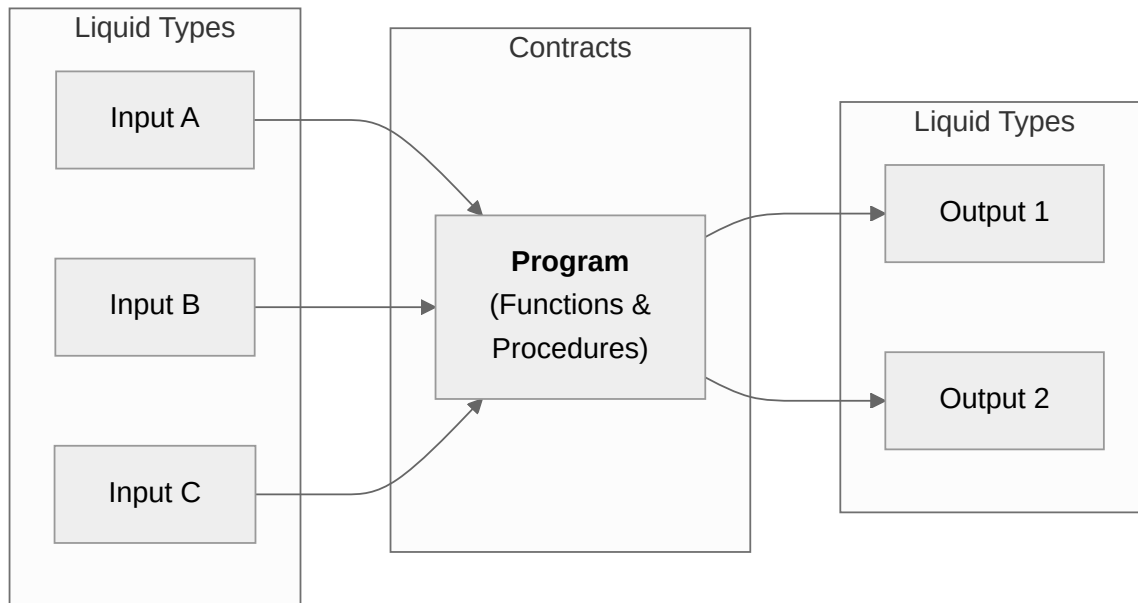 Liquid Types
Input A
Input B
Input C
Contracts
Program
(Functions &
Procedures)
Liquid Types
Output 1
Output 2